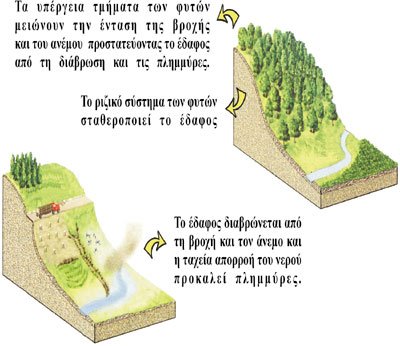 Τα υπέργεια τμήματα των φυτών
μειώνουν την ένταση της βροχής
και του ανέμου προστατεύοντας το έδαφος
από τη διάβρωση και τις πλημμύρες.
Το ριζικό σύστημα των φυτών
σταθεροποιεί το έδαφος
Το έδαφος διαβρώνεται από
τη βροχή και τον άνεμο και
η ταχεία απορροή του νερού
προκαλεί πλημμύρες.